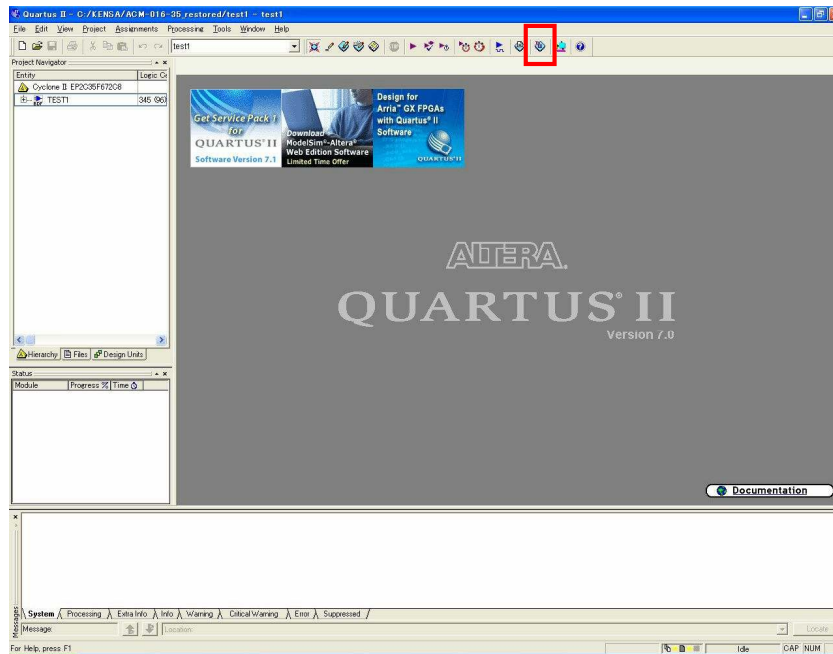 Quartus II - C:/KENSA/ACM-016-35_restored/test1 - test1
File Edit View Project Assignments Processing Tools Window Help
test1
Project Navigator
Entity
Logic Ce
Cyclone II EP2C35F672C8
TEST1
345 (96)
Get Service Pack 1
for
QUARTUS II
Software Version 7.1
Download
ModelSim®-Altera®
Web Edition Software
Limited Time Offer
Design for
Arria™ GX FPGAs
with Quartus® II
Software
QUARTUS II
ALTERA.
QUARTUS® II
Version 7.0
Hierarchy
Files
Design Units
Status
Module
Progress %
Time
Documentation
System
Processing
Extra Info
Info
Warning
Critical Warning
Error
Suppressed
Messages
Message:
Location:
Locate
For Help, press F1
Idle
CAP
NUM